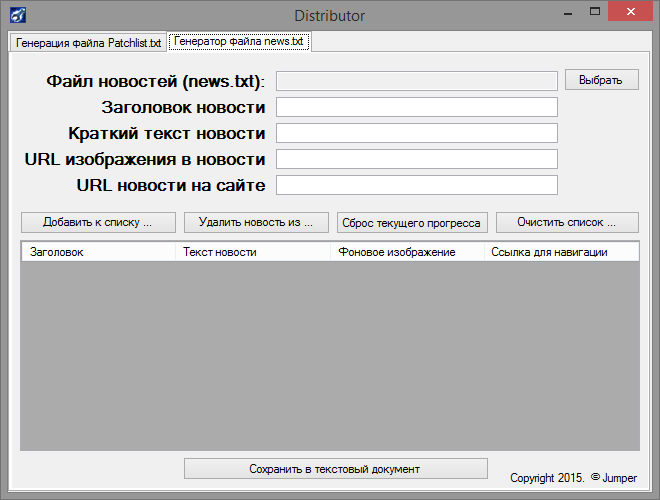 Distributor
Генерация файла Patchlist.txt Генератор файла news.txt
Файл новостей (news.txt): Выбрать
Заголовок новости
Краткий текст новости
URL изображения в новости
URL новости на сайте
Добавить к списку ... Удалить новость из ... Сброс текущего прогресса Очистить список ...
Заголовок Текст новости Фоновое изображение Ссылка для навигации
Сохранить в текстовый документ
Copyright 2015. © Jumper